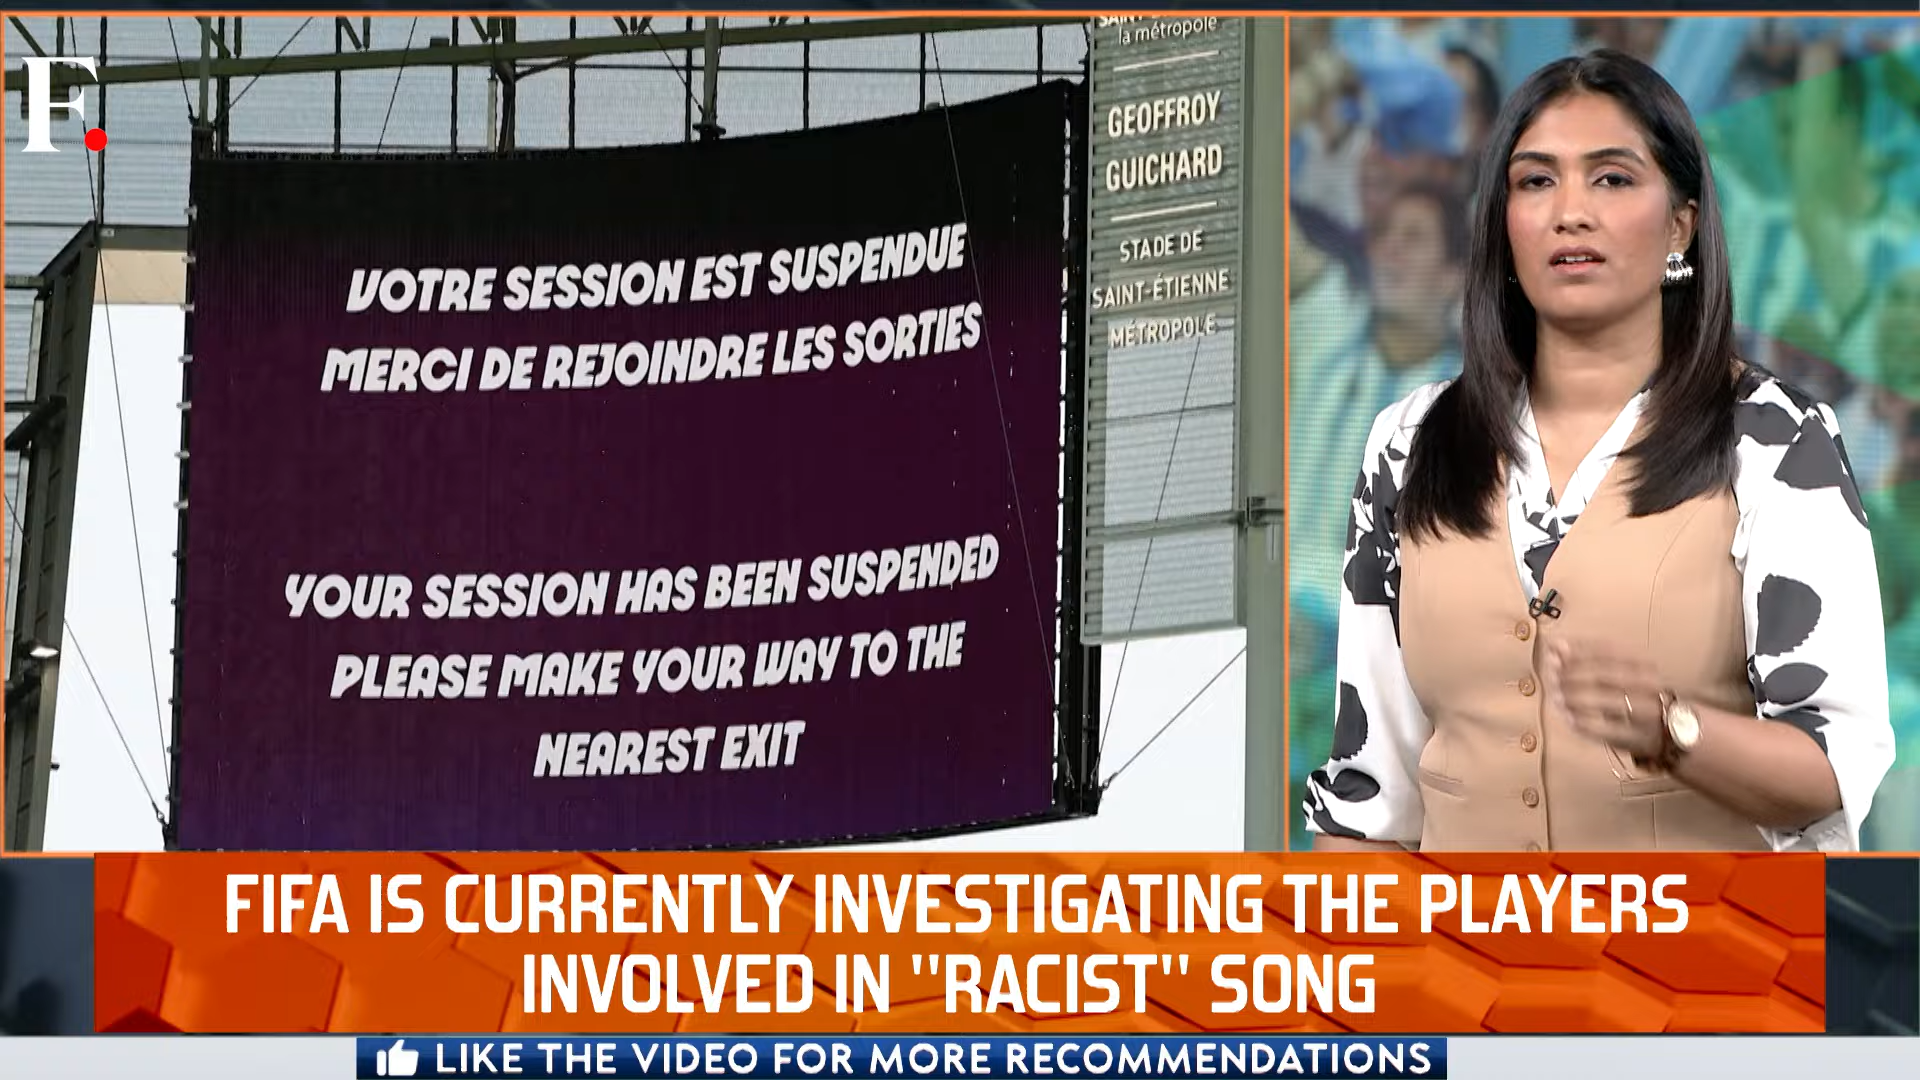 F.
la métropole
GEOFFROY
GUICHARD
STADE DE
SAINT-ÉTIENNE
MÉTROPOLE
VOTRE SESSION EST SUSPENDUE
MERCI DE REJOINDRE LES SORTIES
YOUR SESSION HAS BEEN SUSPENDED
PLEASE MAKE YOUR WAY TO THE
NEAREST EXIT
FIFA IS CURRENTLY INVESTIGATING THE PLAYERS
INVOLVED IN "RACIST" SONG
LIKE THE VIDEO FOR MORE RECOMMENDATIONS